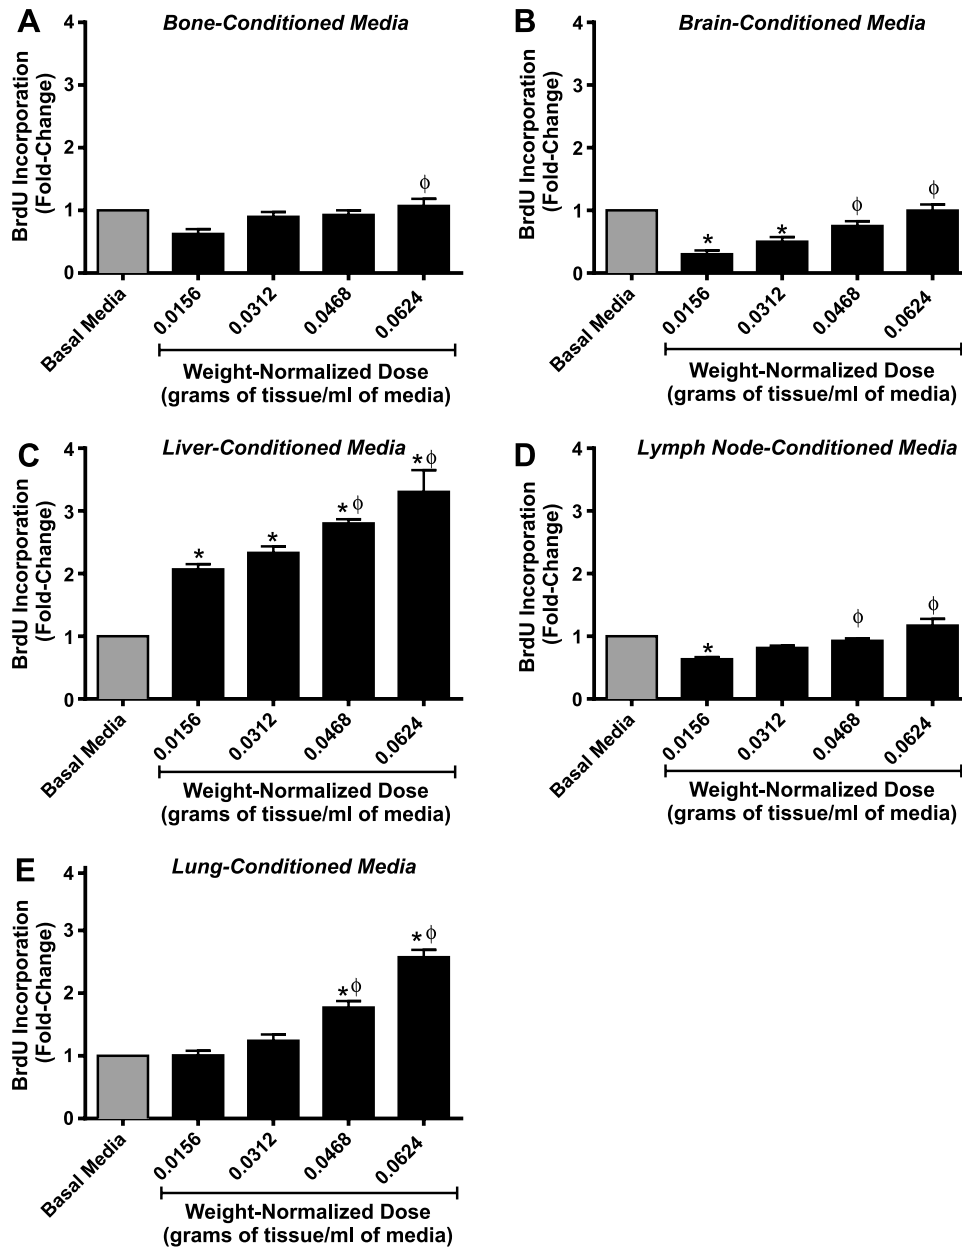 A
Bone-Conditioned Media
BrdU Incorporation
(Fold-Change)
4
3
2
1
0
ϕ
Basal Media
0.0156
0.0312
0.0468
0.0624
Weight-Normalized Dose
(grams of tissue/ml of media)
B
Brain-Conditioned Media
BrdU Incorporation
(Fold-Change)
4
3
2
1
0
*
*
ϕ
ϕ
Basal Media
0.0156
0.0312
0.0468
0.0624
Weight-Normalized Dose
(grams of tissue/ml of media)
C
Liver-Conditioned Media
BrdU Incorporation
(Fold-Change)
4
3
2
1
0
*
*
*ϕ
*ϕ
Basal Media
0.0156
0.0312
0.0468
0.0624
Weight-Normalized Dose
(grams of tissue/ml of media)
D
Lymph Node-Conditioned Media
BrdU Incorporation
(Fold-Change)
4
3
2
1
0
*
ϕ
ϕ
Basal Media
0.0156
0.0312
0.0468
0.0624
Weight-Normalized Dose
(grams of tissue/ml of media)
E
Lung-Conditioned Media
BrdU Incorporation
(Fold-Change)
4
3
2
1
0
*ϕ
*ϕ
Basal Media
0.0156
0.0312
0.0468
0.0624
Weight-Normalized Dose
(grams of tissue/ml of media)